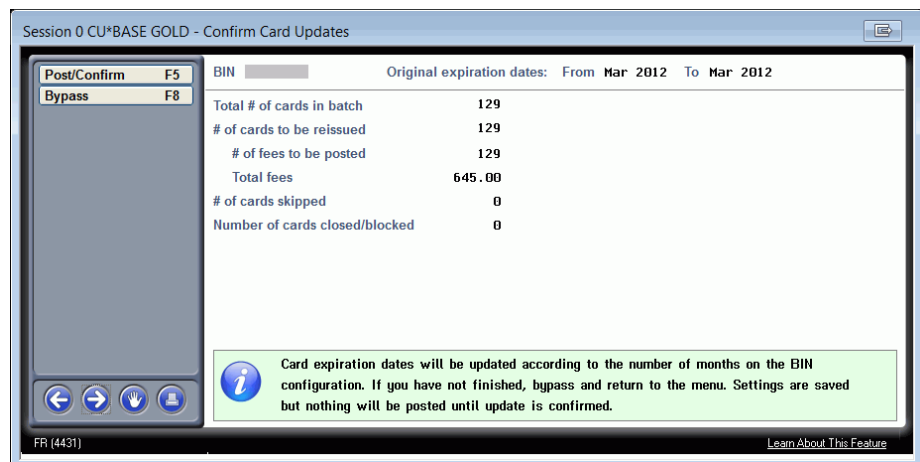 Session 0 CU*BASE GOLD - Confirm Card Updates
Post/Confirm F5
Bypass F8
BIN Original expiration dates: From Mar 2012 To Mar 2012
Total # of cards in batch 129
# of cards to be reissued 129
# of fees to be posted 129
Total fees 645.00
# of cards skipped 0
Number of cards closed/blocked 0
Card expiration dates will be updated according to the number of months on the BIN
configuration. If you have not finished, bypass and return to the menu. Settings are saved
but nothing will be posted until update is confirmed.
FR (4431)
Learn About This Feature